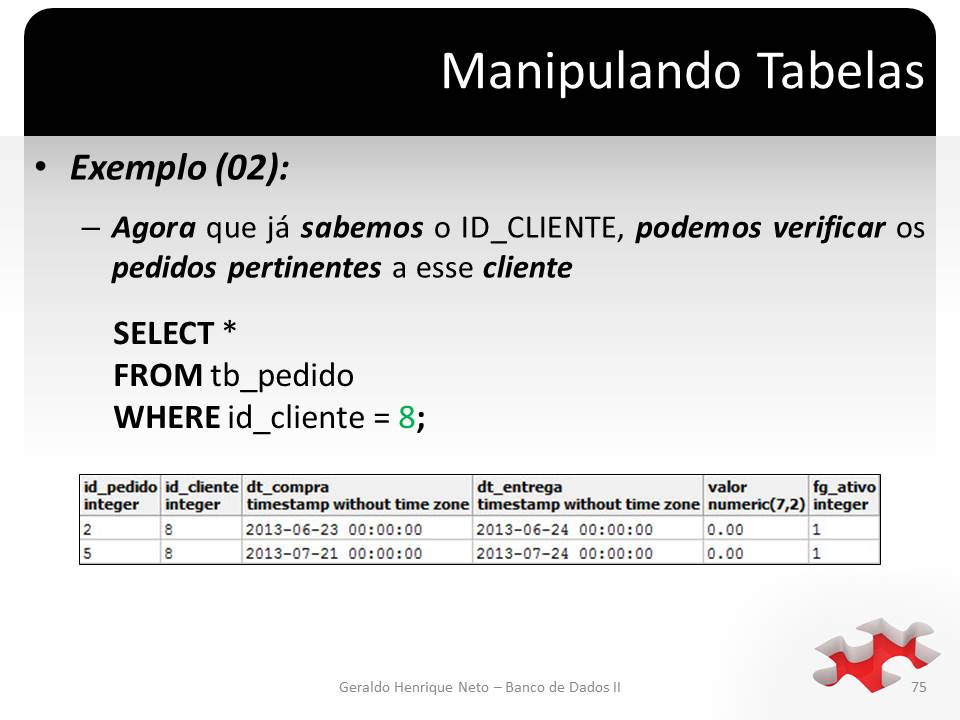 Manipulando Tabelas
• Exemplo (02):
– Agora que já sabemos o ID_CLIENTE, podemos verificar os
pedidos pertinentes a esse cliente
SELECT *
FROM tb_pedido
WHERE id_cliente = 8;
id_pedido id_cliente dt_compra dt_entrega valor fg_ativo
integer integer timestamp without time zone timestamp without time zone numeric(7,2) integer
2 8 2013-06-23 00:00:00 2013-06-24 00:00:00 0.00 1
5 8 2013-07-21 00:00:00 2013-07-24 00:00:00 0.00 1
Geraldo Henrique Neto – Banco de Dados II 75